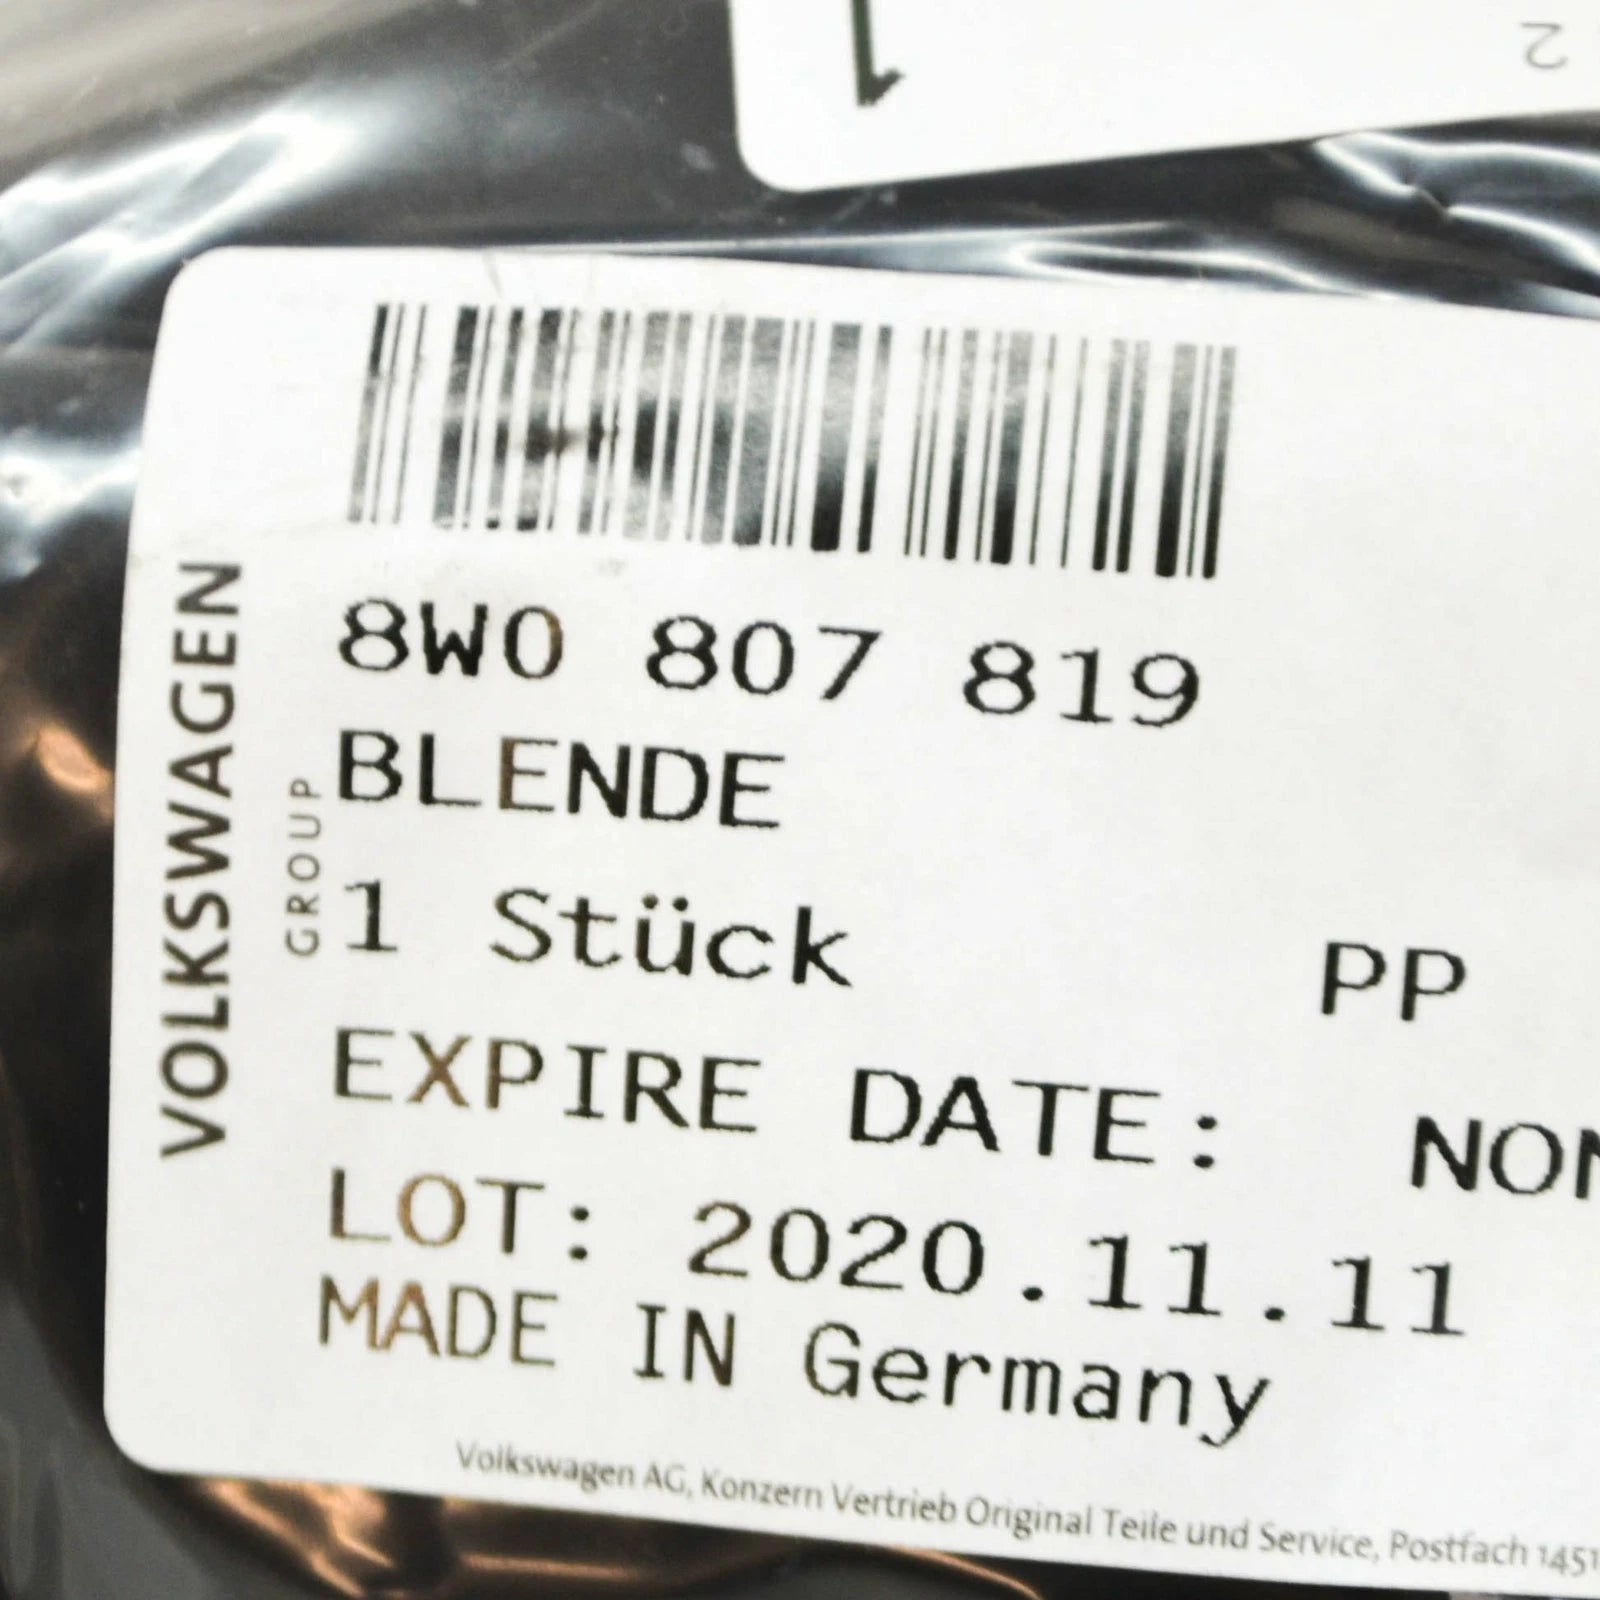 1
2
VOLKSWAGEN
GROUP
8W0 807 819
BLENDE
1 Stück PP
EXPIRE DATE:
LOT: 2020.11.11
MADE IN Germany
Volkswagen AG, Konzern Vertrieb Original Teile und Service, Postfach 1451